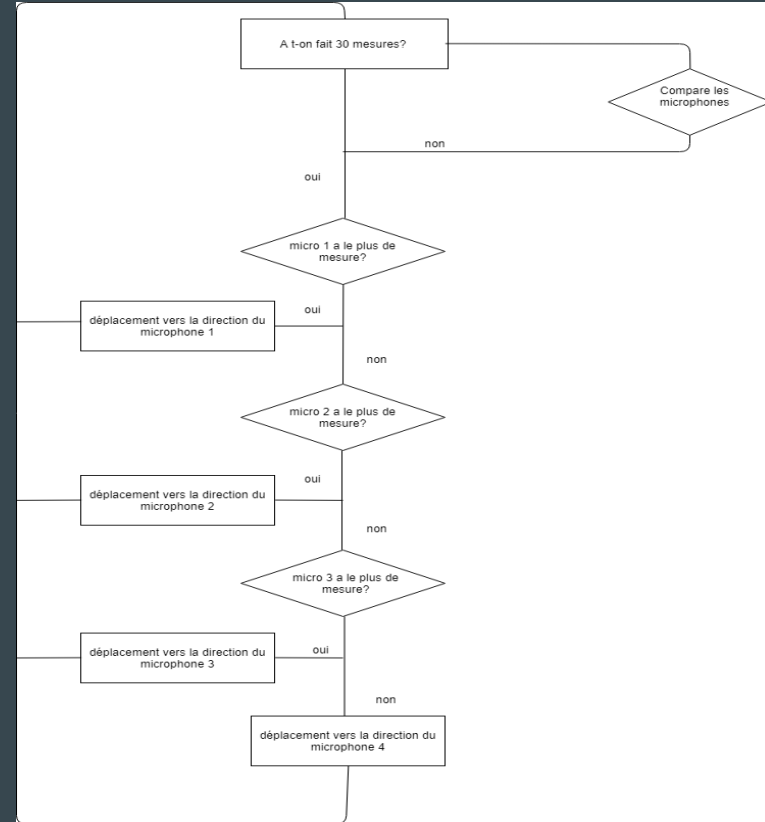 A t-on fait 30 mesures?
Compare les
microphones
non
oui
micro 1 a le plus de
mesure?
oui
déplacement vers la direction du
microphone 1
non
micro 2 a le plus de
mesure?
oui
déplacement vers la direction du
microphone 2
non
micro 3 a le plus de
mesure?
oui
déplacement vers la direction du
microphone 3
non
déplacement vers la direction du
microphone 4